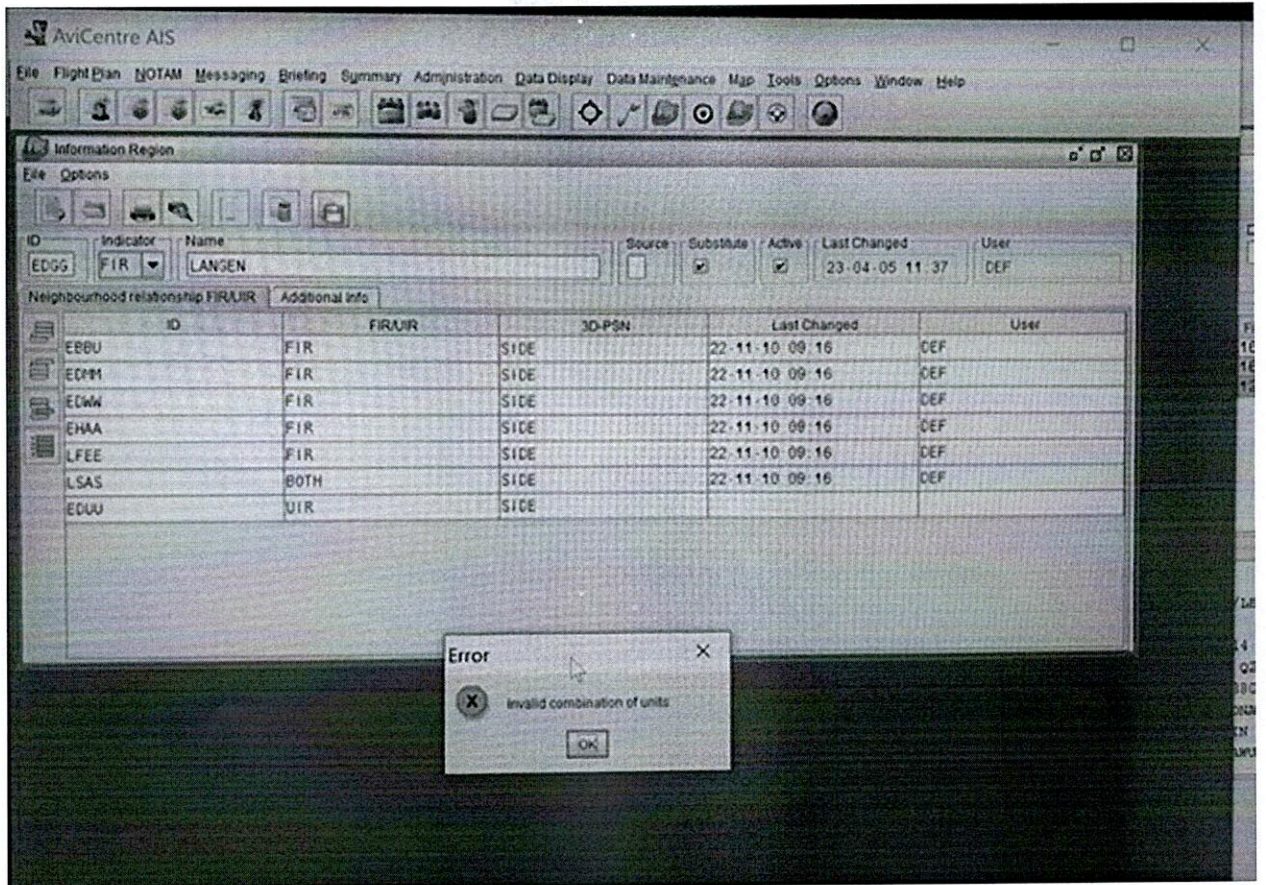 AviCentre AIS
File Flight Plan NOTAM Messaging Briefing Summary Administration Data Display Data Maintenance Map Tools Options Window Help
Information Region
File Options
ID Indicator Name Source Substitute Active Last Changed User
EDGG FIR LANGEN 23-04-05 11:37 DEF
Neighbourhood relationship FIR/UIR Additional Info
ID FIR/UIR 3D-PSN Last Changed User
EBBU FIR SIDE 22-11-10 09:16 DEF
EDMM FIR SIDE 22-11-10 09:16 DEF
EDWW FIR SIDE 22-11-10 09:16 DEF
EHAA FIR SIDE 22-11-10 09:16 DEF
LFEE FIR SIDE 22-11-10 09:16 DEF
LSAS BOTH SIDE 22-11-10 09:16 DEF
EDUU UIR SIDE
Error
Invalid combination of units
OK